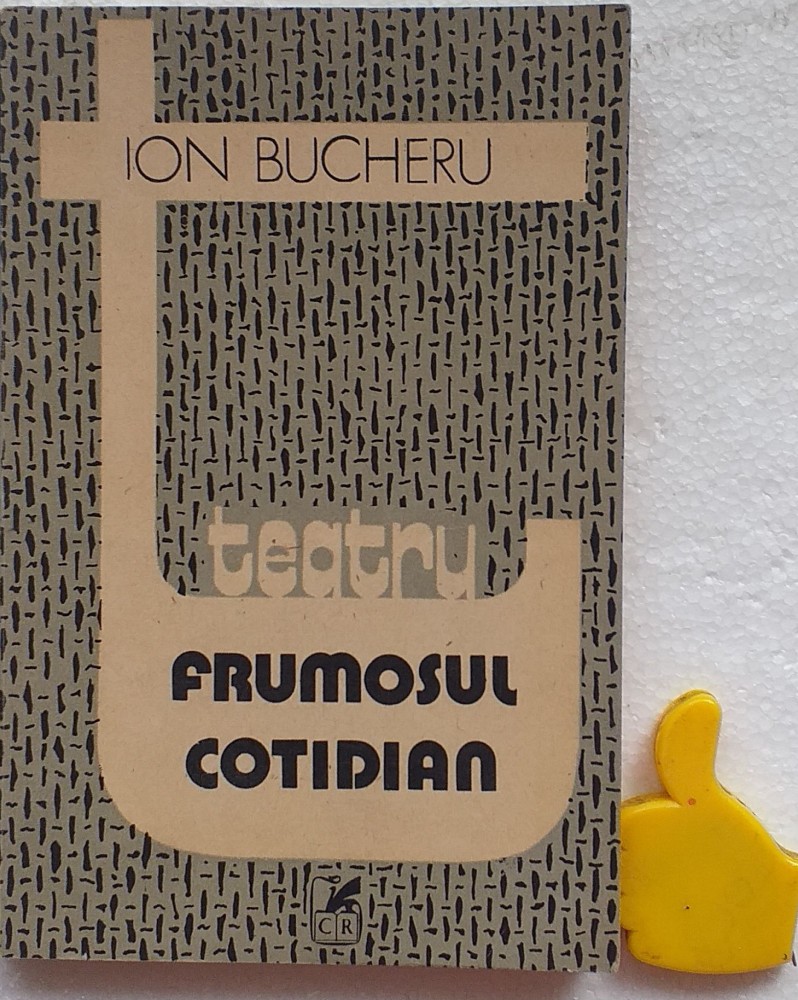 ION BUCHERU
teatru
FRUMOSUL
COTIDIAN
CR